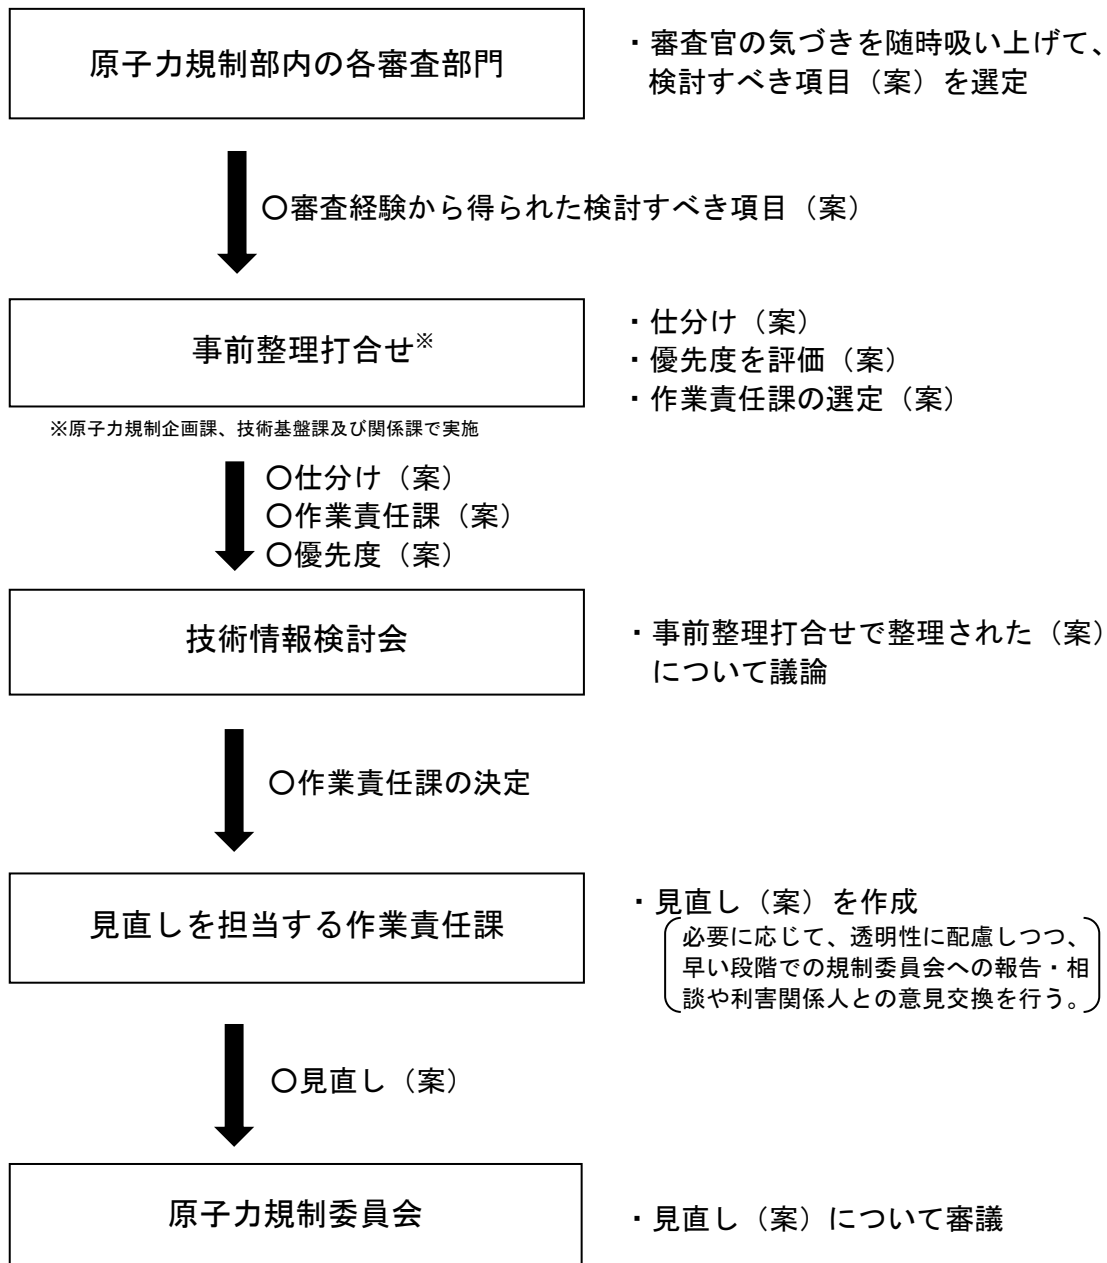 原子力規制部内の各審査部門
・審査官の気づきを随時吸い上げて、
検討すべき項目（案）を選定
〇審査経験から得られた検討すべき項目（案）
事前整理打合せ※
・仕分け（案）
・優先度を評価（案）
・作業責任課の選定（案）
※原子力規制企画課、技術基盤課及び関係課で実施
〇仕分け（案）
〇作業責任課（案）
〇優先度（案）
技術情報検討会
・事前整理打合せで整理された（案）
について議論
〇作業責任課の決定
見直しを担当する作業責任課
・見直し（案）を作成
必要に応じて、透明性に配慮しつつ、
早い段階での規制委員会への報告・相
談や利害関係人との意見交換を行う。
〇見直し（案）
原子力規制委員会
・見直し（案）について審議